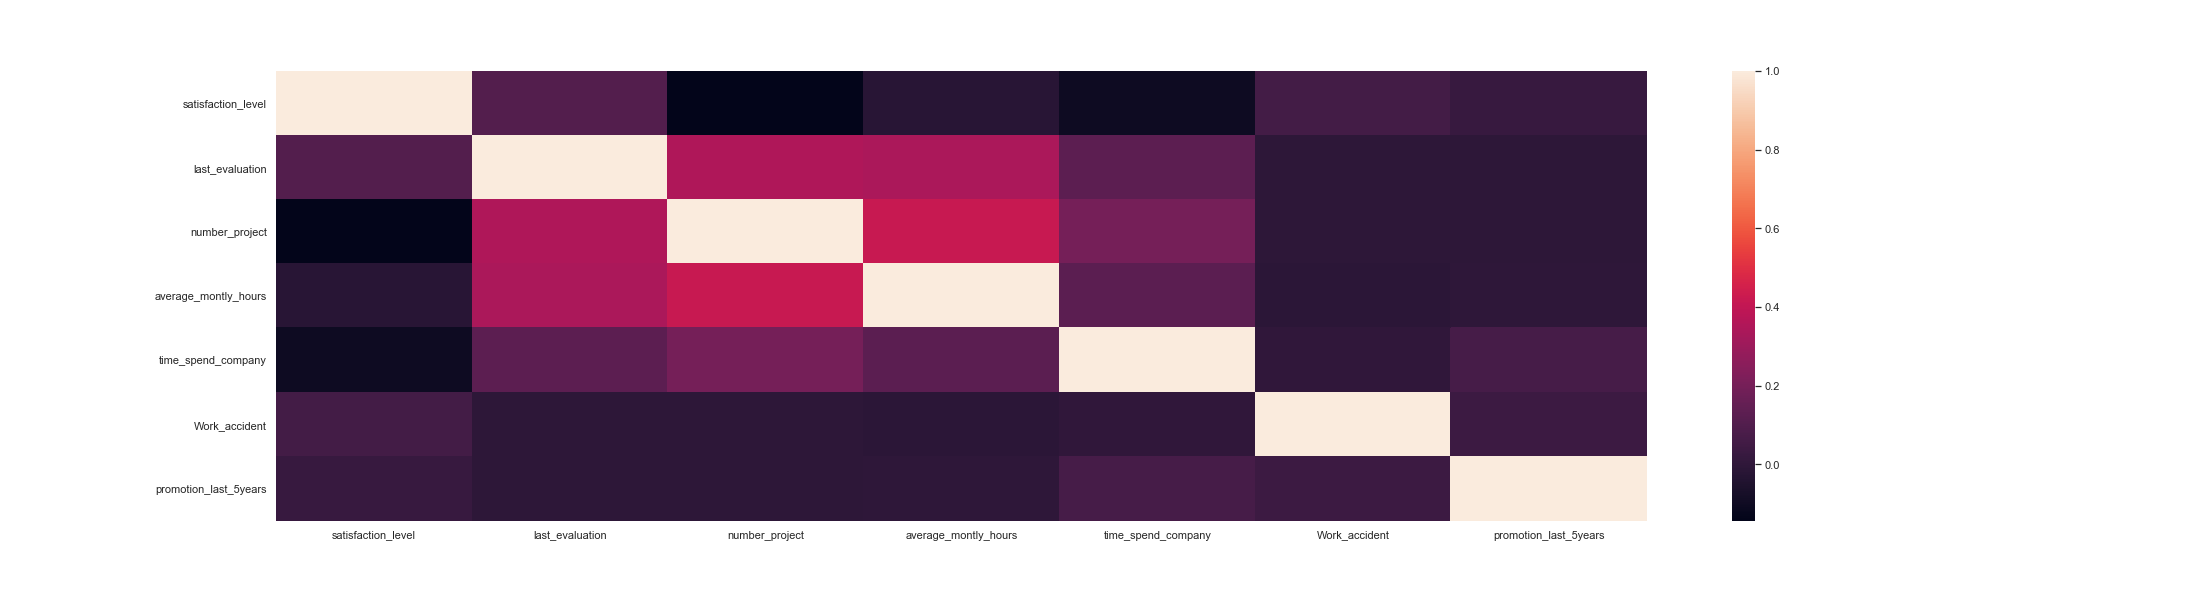 satisfaction_level
last_evaluation
number_project
average_montly_hours
time_spend_company
Work_accident
promotion_last_5years
satisfaction_level
last_evaluation
number_project
average_montly_hours
time_spend_company
Work_accident
promotion_last_5years
1.0
0.8
0.6
0.4
0.2
0.0